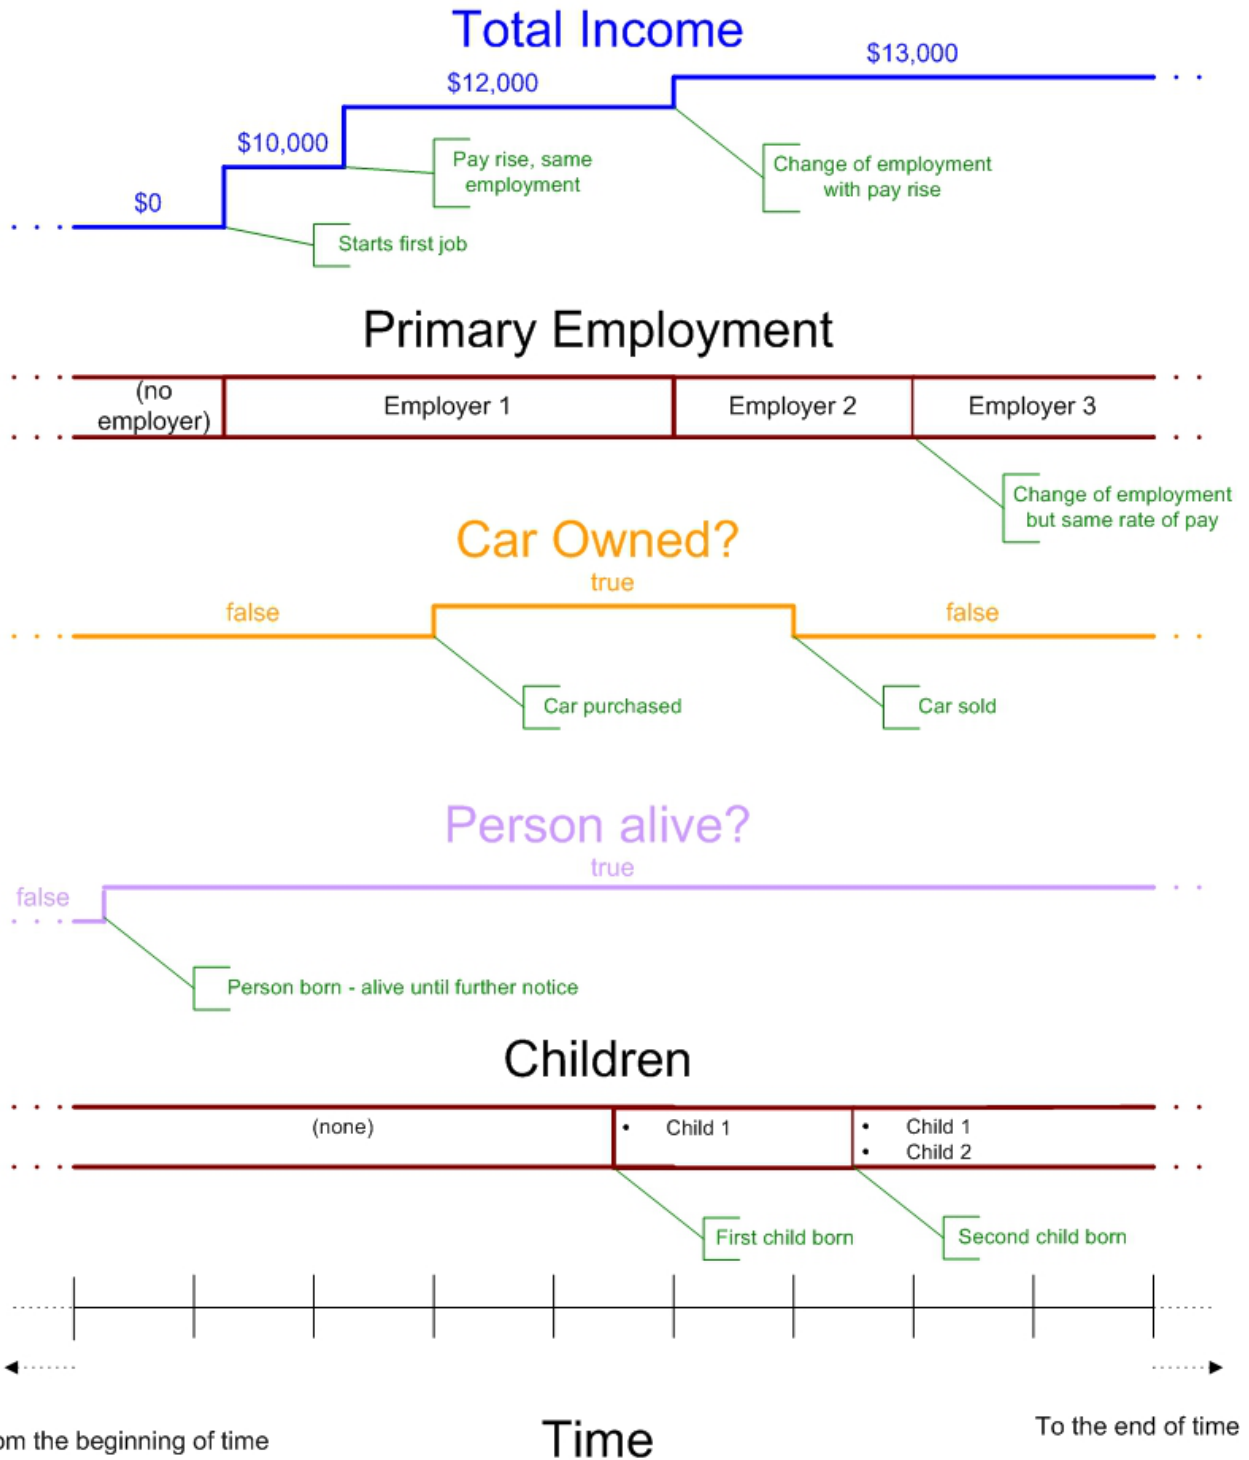 Total Income
$13,000
$12,000
$10,000
Pay rise, same
employment
Change of employment
with pay rise
$0
Starts first job
Primary Employment
(no
employer)
Employer 1
Employer 2
Employer 3
Change of employment
but same rate of pay
Car Owned?
true
false
false
Car purchased
Car sold
Person alive?
true
false
Person born - alive until further notice
Children
(none)
• Child 1
• Child 1
• Child 2
First child born
Second child born
om the beginning of time
Time
To the end of time